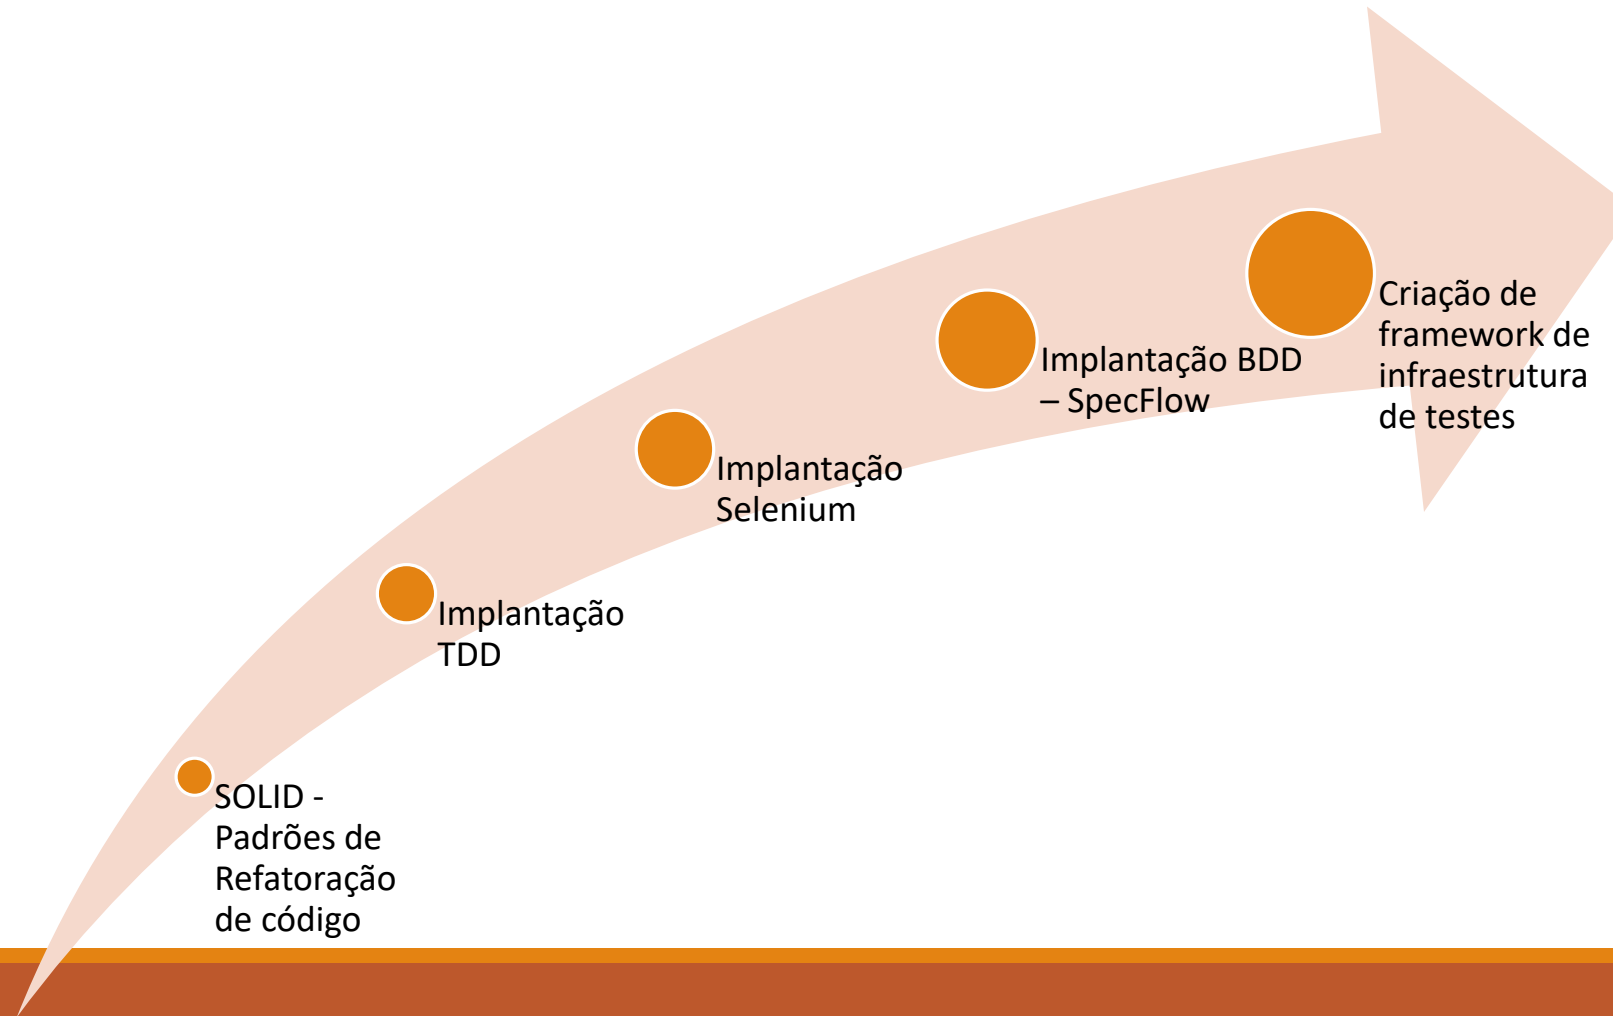 SOLID -
Padrões de
Refatoração
de código
Implantação
TDD
Implantação
Selenium
Implantação BDD
– SpecFlow
Criação de
framework de
infraestrutura
de testes